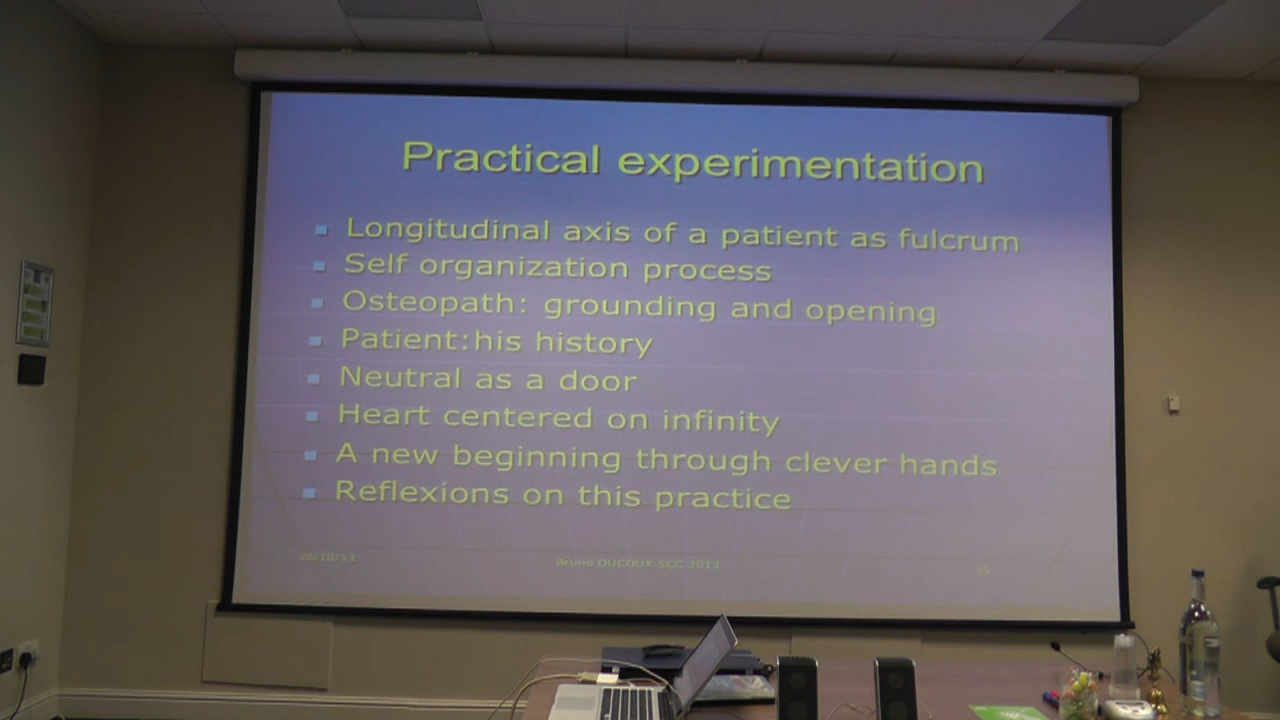 Practical experimentation
Longitudinal axis of a patient as fulcrum
Self organization process
Osteopath: grounding and opening
Patient:his history
Neutral as a door
Heart centered on infinity
A new beginning through clever hands
Reflexions on this practice
26/10/13
Bruno DUCOUX SCC 2013